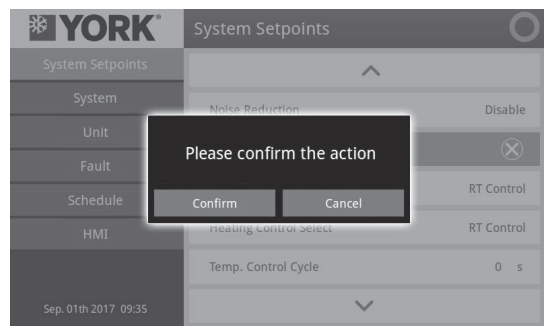 YORK®
System Setpoints
System Setpoints
System
Unit
Fault
Schedule
HMI
Sep. 01th 2017 09:35
Noise Reduction Disable
Please confirm the action
Confirm Cancel
RT Control
Heating Control Select RT Control
Temp. Control Cycle 0 s